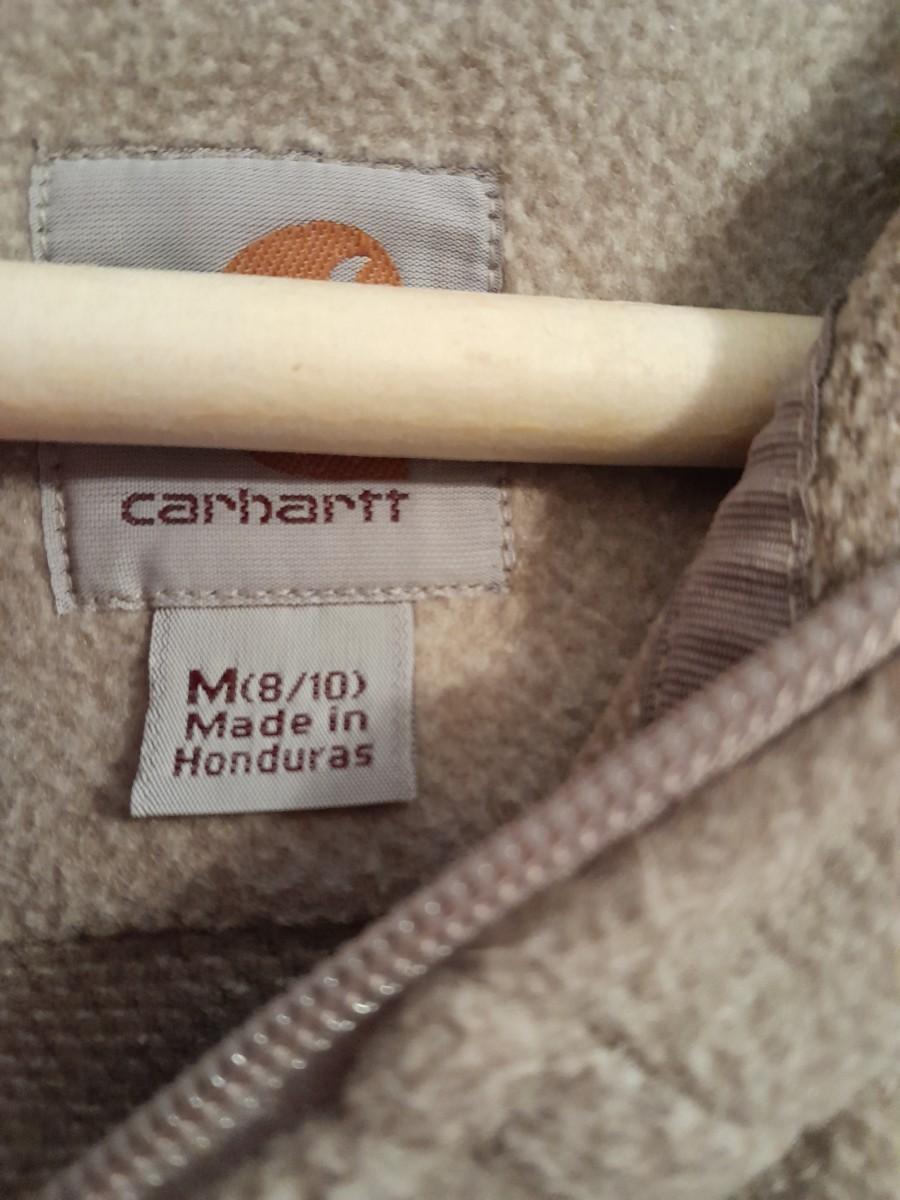 carhartt
M(8/10)
Made in
Honduras